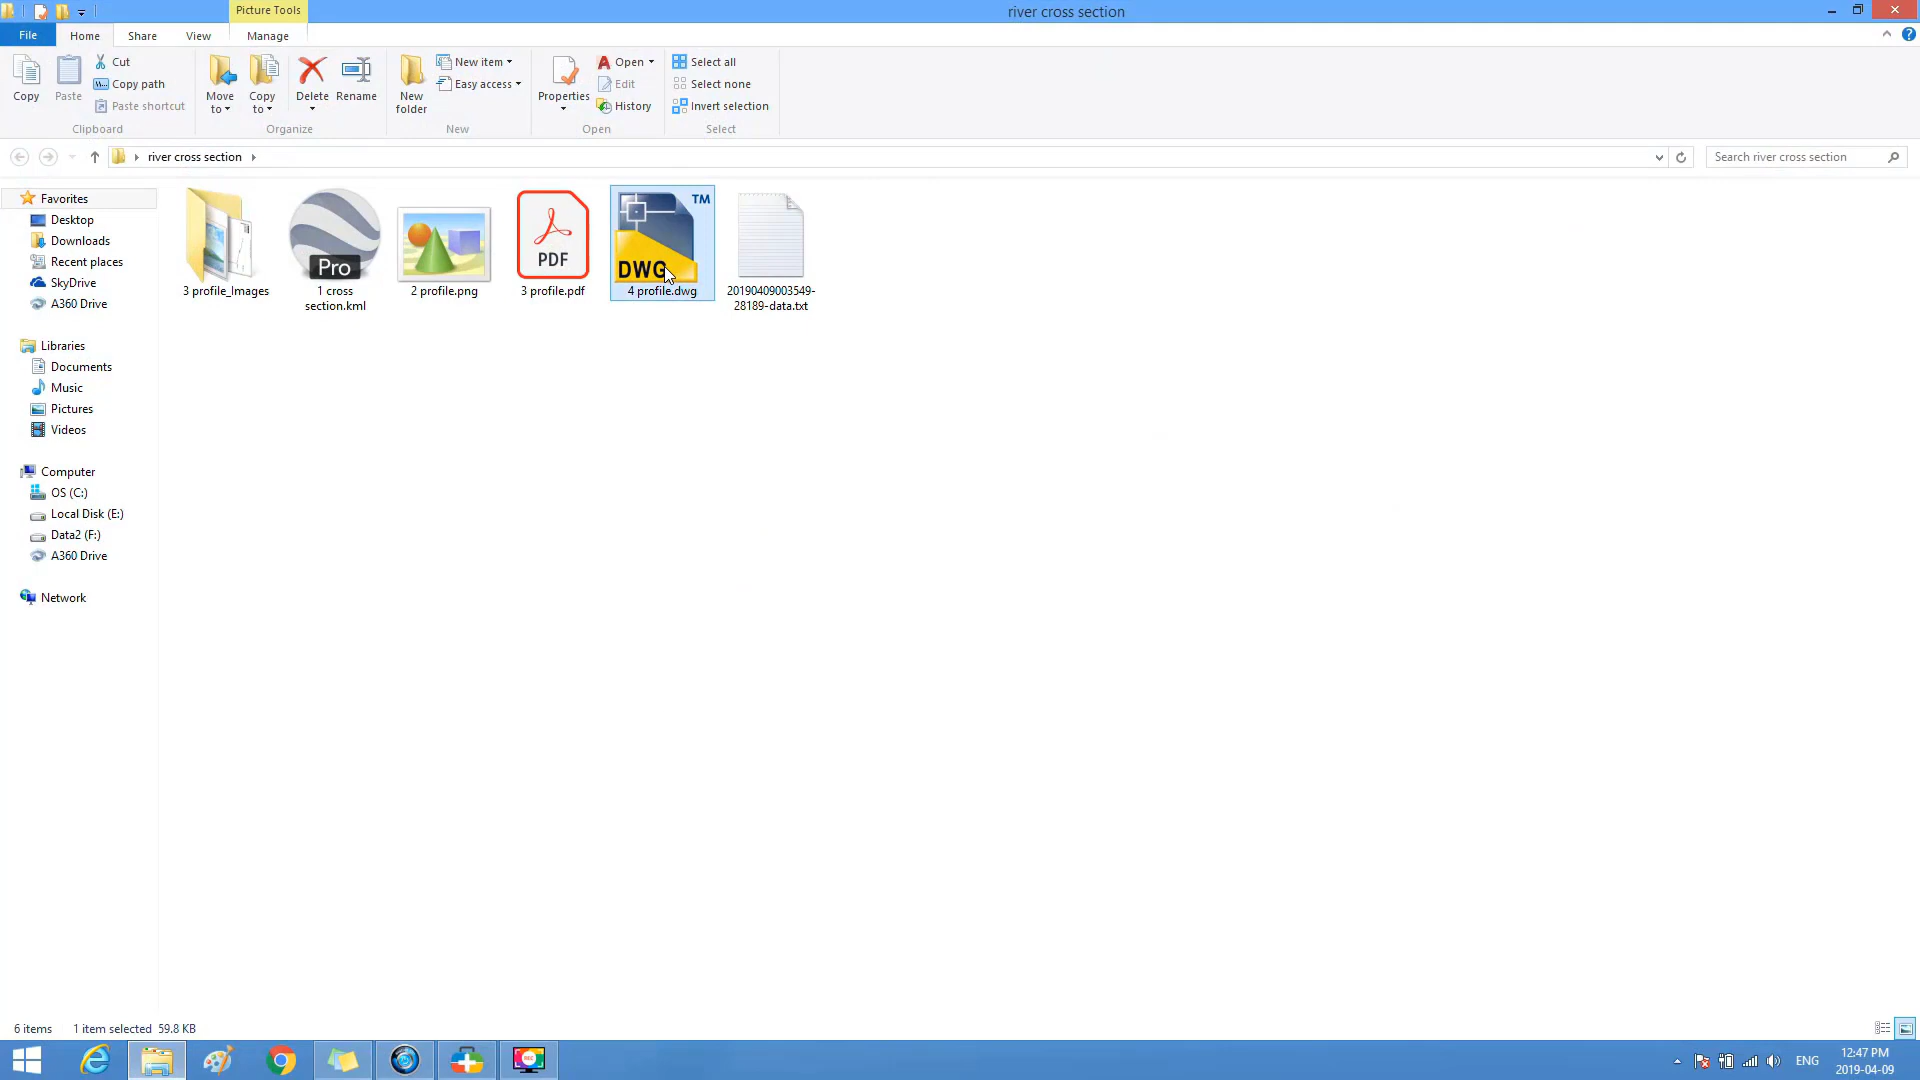 Picture Tools
river cross section
File
Home
Share
View
Manage
Copy
Paste
Cut
Copy path
Paste shortcut
Clipboard
Move to
Copy to
Delete
Rename
Organize
New folder
New item
Easy access
New
Properties
Open
Edit
History
Open
Select all
Select none
Invert selection
Select
river cross section
Search river cross section
Favorites
Desktop
Downloads
Recent places
SkyDrive
A360 Drive
Libraries
Documents
Music
Pictures
Videos
Computer
OS (C:)
Local Disk (E:)
Data2 (F:)
A360 Drive
Network
3 profile_Images
Pro
1 cross
section.kml
2 profile.png
PDF
3 profile.pdf
TM
DWG
4 profile.dwg
20190409003549-
28189-data.txt
6 items
1 item selected 59.8 KB
REC
ENG
12:47 PM
2019-04-09